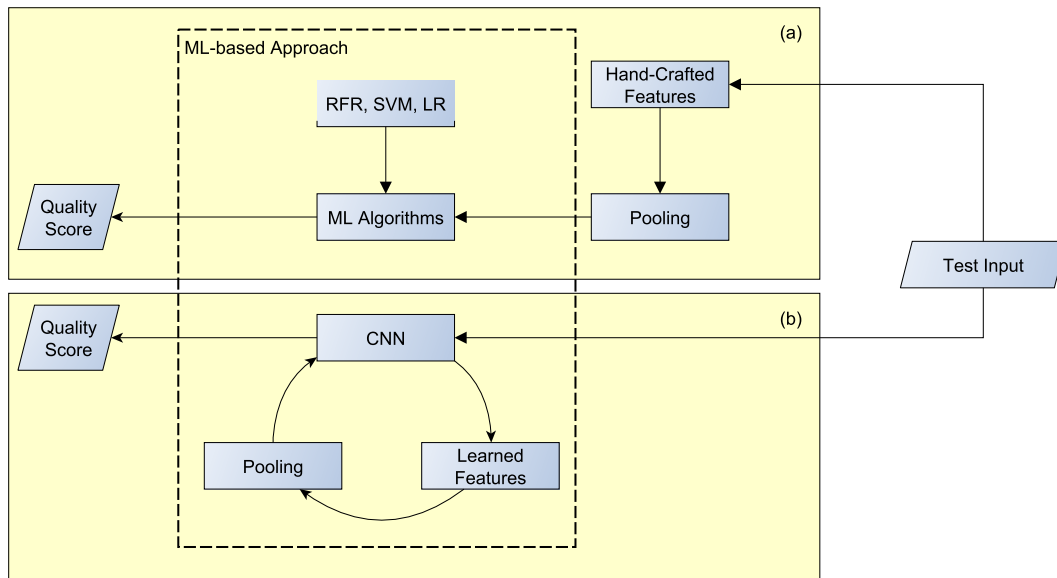 (a)
ML-based Approach
Hand-Crafted
Features
RFR, SVM, LR
Quality
Score
ML Algorithms
Pooling
Test Input
(b)
Quality
Score
CNN
Pooling
Learned
Features